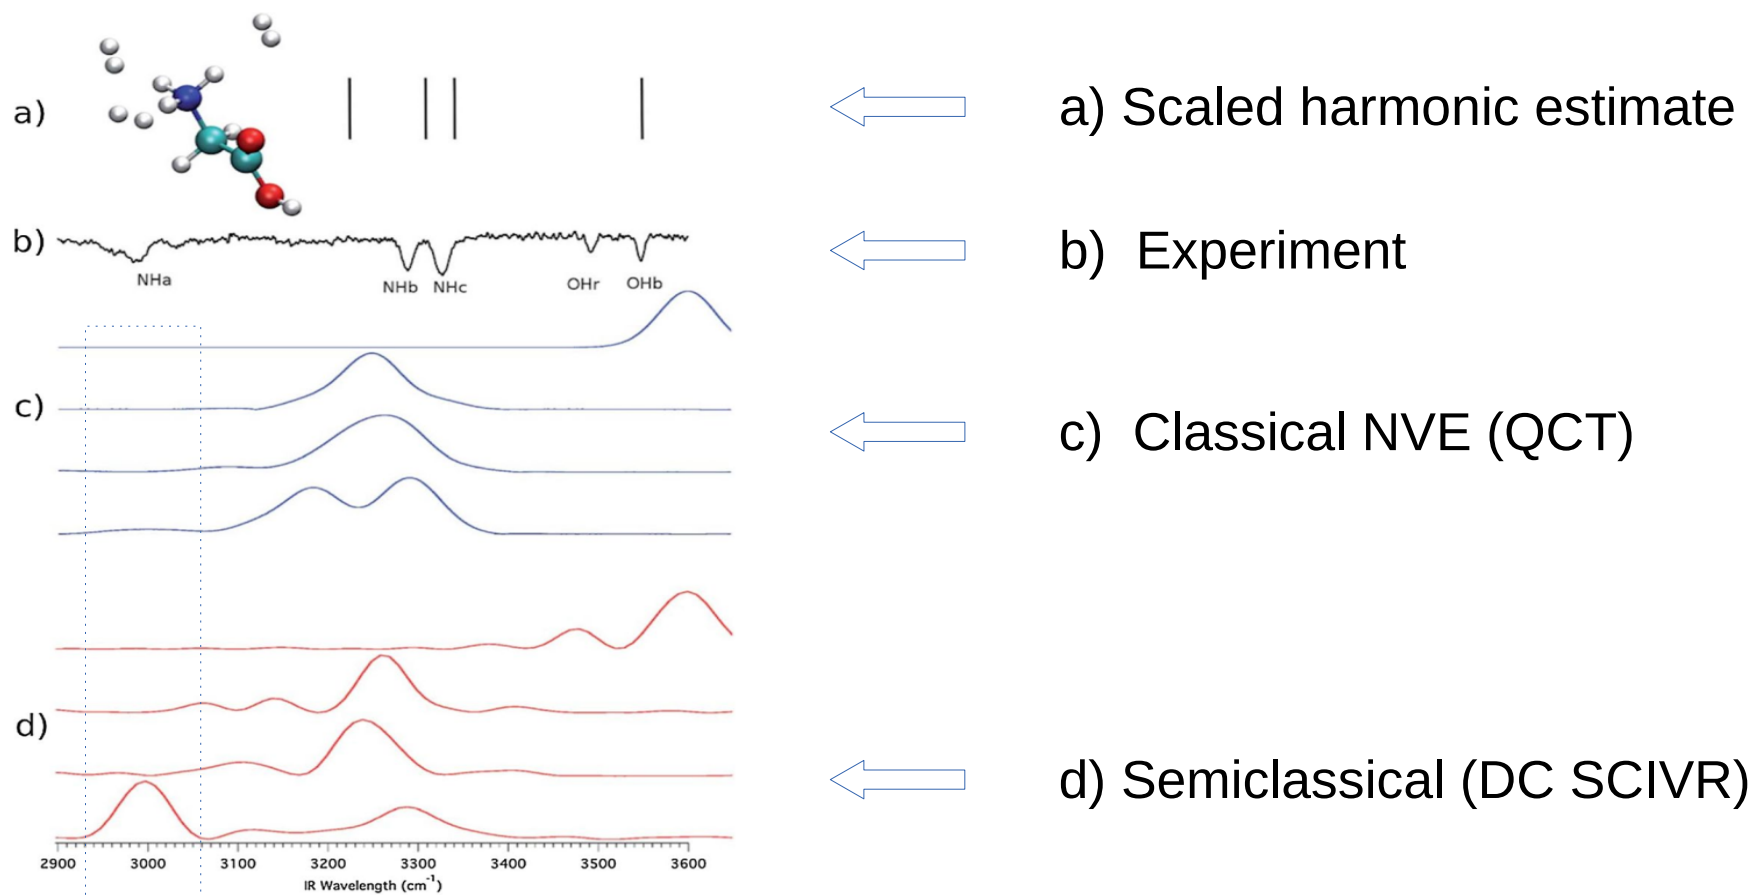 a)
a) Scaled harmonic estimate
b)
NHa
NHb
NHc
OHr
OHb
b) Experiment
c)
c) Classical NVE (QCT)
d)
d) Semiclassical (DC SCIVR)
2900 3000 3100 3200 3300 3400 3500 3600
IR Wavelength (cm⁻¹)